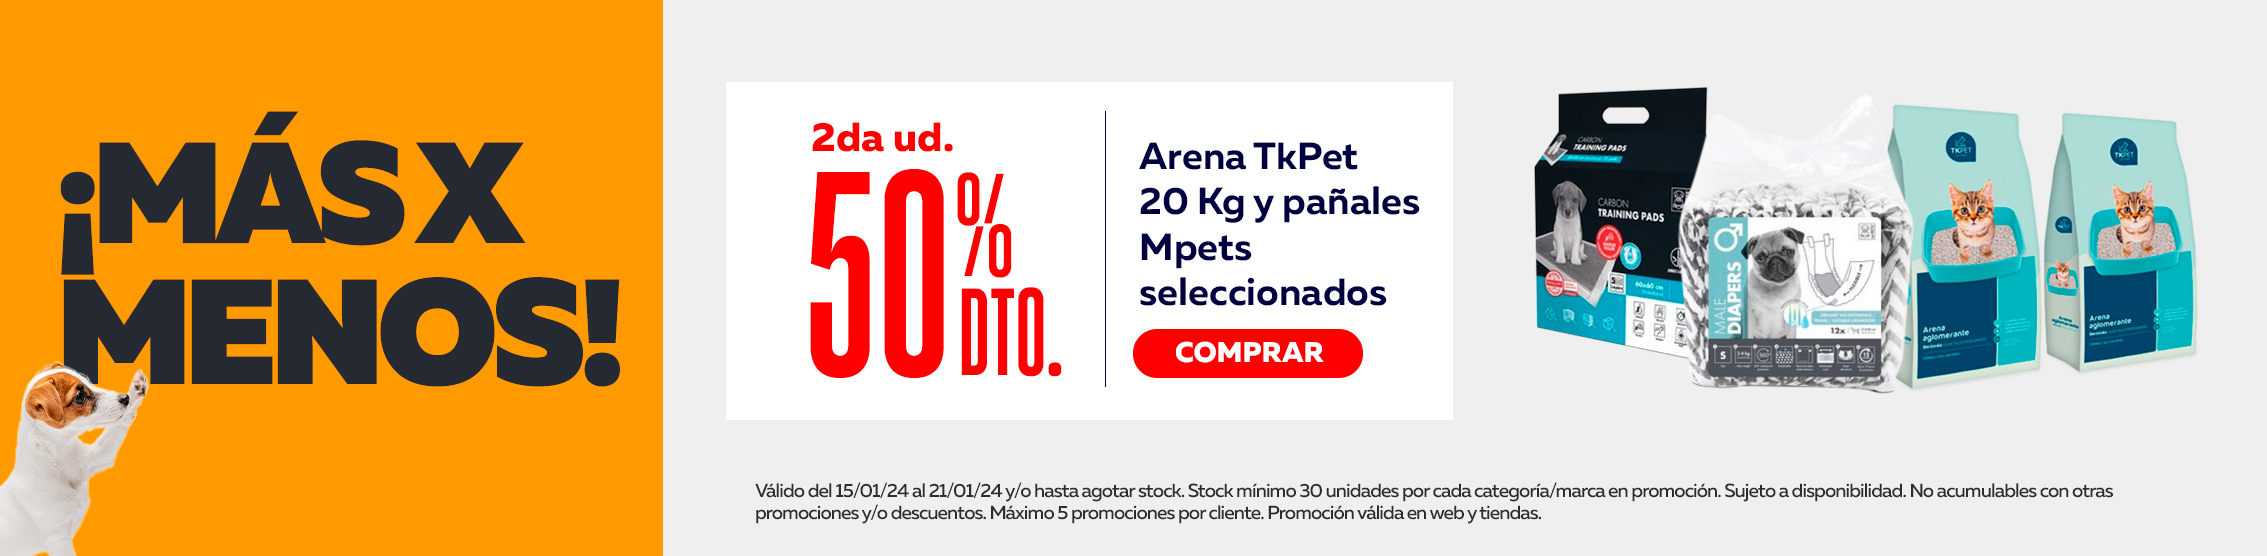 ¡MÁS X
MENOS!
2da ud.
50%
DTO.
Arena TkPet
20 Kg y pañales
Mpets
seleccionados
COMPRAR
CARBON
TRAINING PADS
CARBON
TRAINING PADS
60x60 cm
MALE
DIAPERS
12x
S
TKPET
Arena
aglomerante
TKPET
Arena
aglomerante
Válido del 15/01/24 al 21/01/24 y/o hasta agotar stock. Stock mínimo 30 unidades por cada categoría/marca en promoción. Sujeto a disponibilidad. No acumulables con otras
promociones y/o descuentos. Máximo 5 promociones por cliente. Promoción válida en web y tiendas.